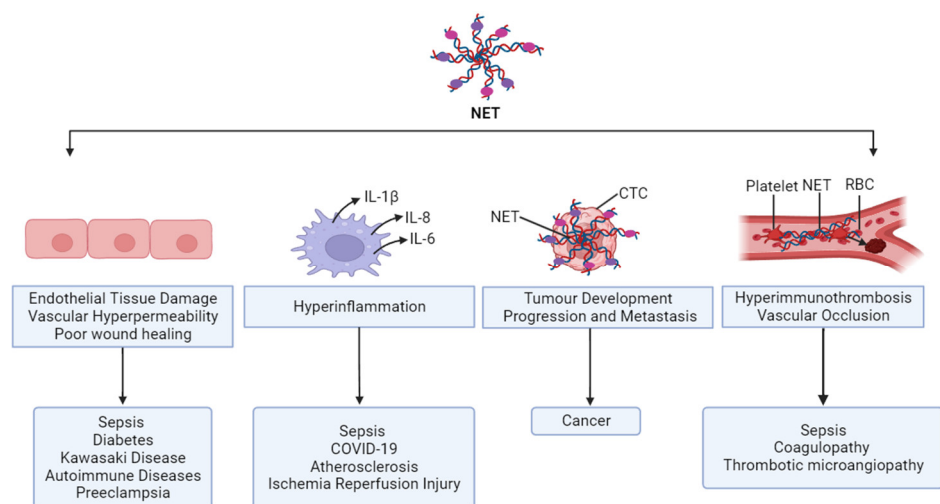 NET
IL-1β
IL-8
IL-6
NET
CTC
Platelet NET RBC
Endothelial Tissue Damage
Vascular Hyperpermeability
Poor wound healing
Hyperinflammation
Tumour Development
Progression and Metastasis
Hyperimmunothrombosis
Vascular Occlusion
Sepsis
Diabetes
Kawasaki Disease
Autoimmune Diseases
Preeclampsia
Sepsis
COVID-19
Atherosclerosis
Ischemia Reperfusion Injury
Cancer
Sepsis
Coagulopathy
Thrombotic microangiopathy